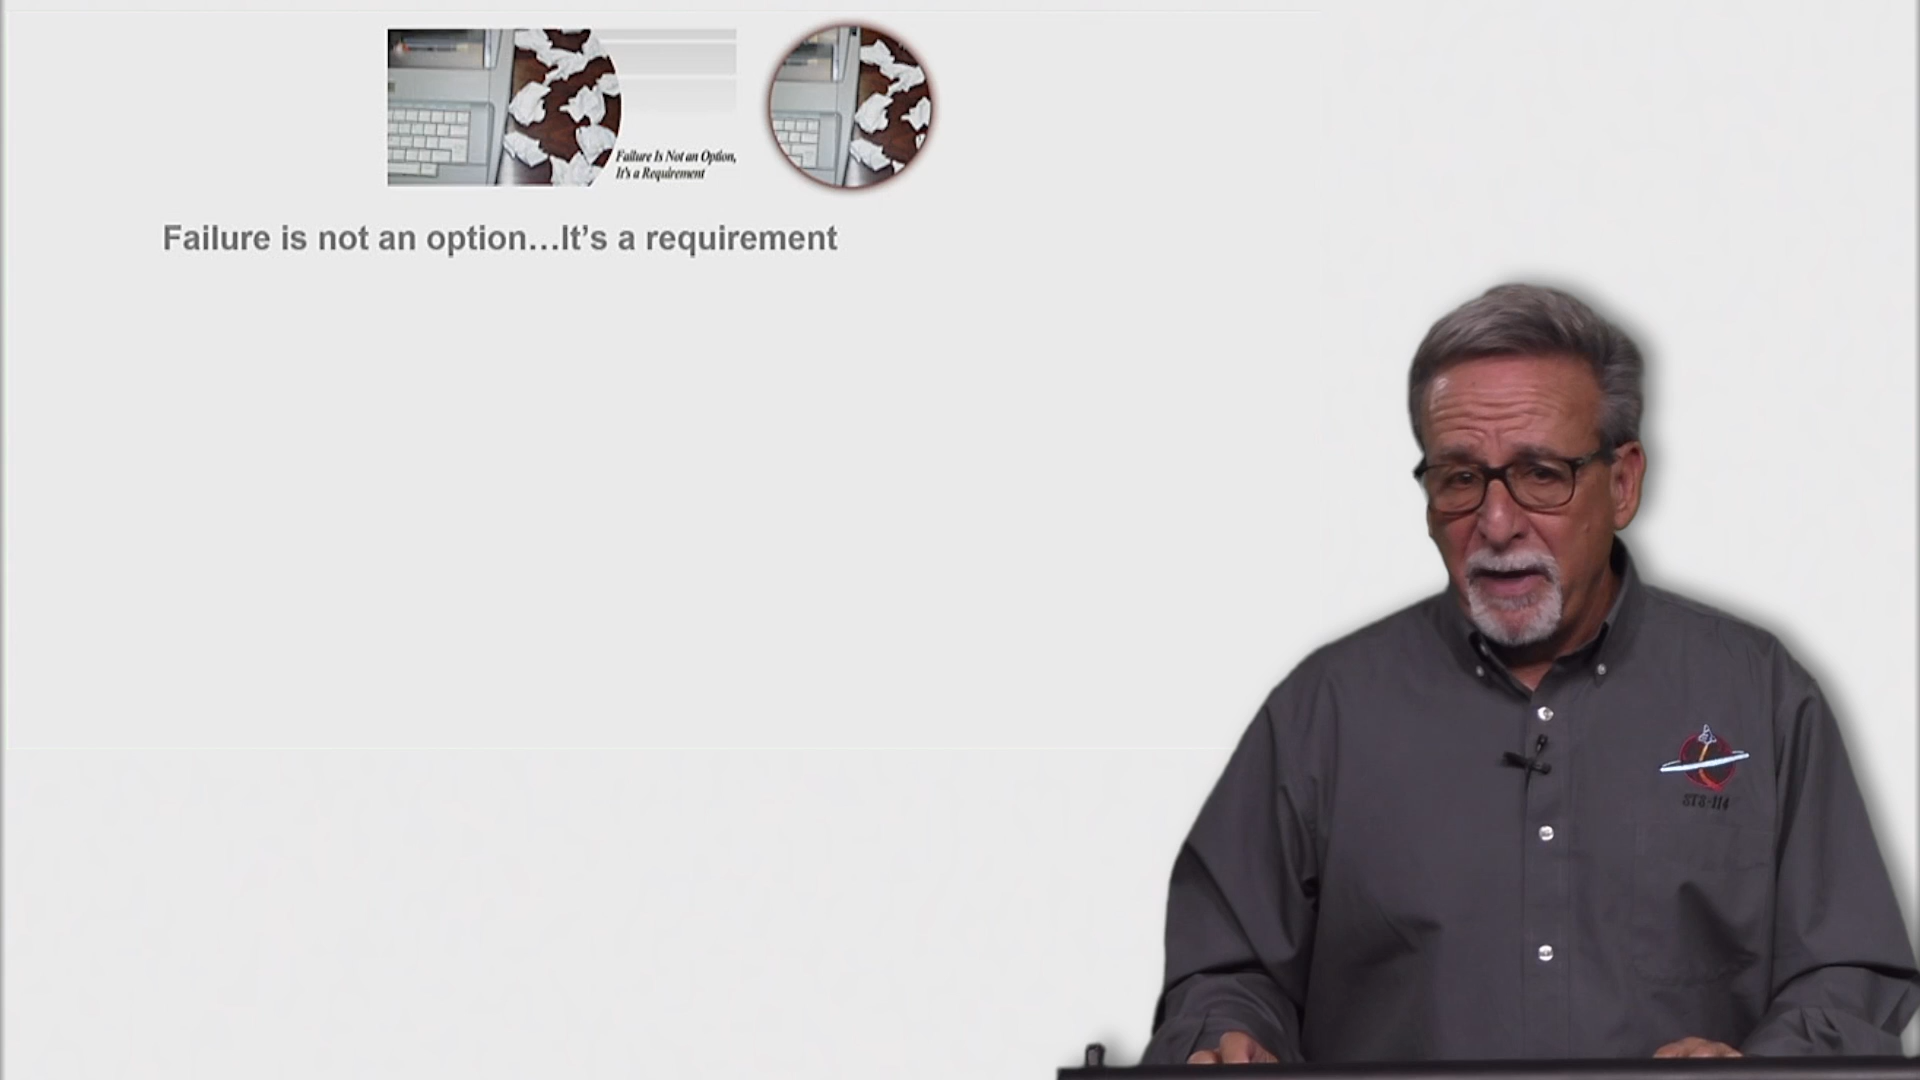 Failure Is Not an Option,
It's a Requirement
Failure is not an option…It’s a requirement
STS-114